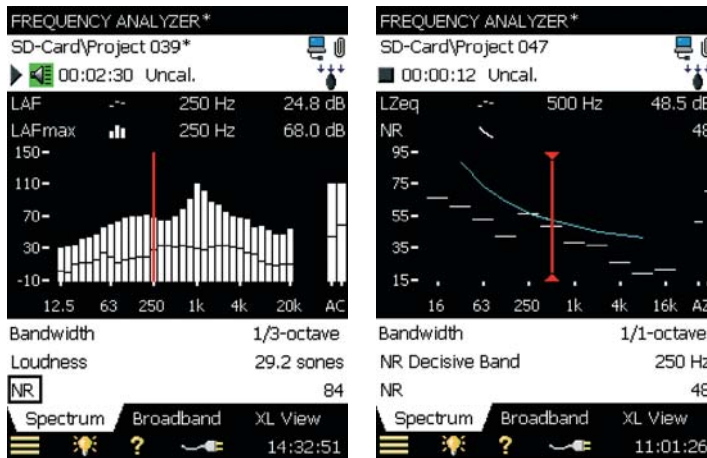 FREQUENCY ANALYZER*
SD-Card\Project 039*
00:02:30 Uncal.
LAF 250 Hz 24.8 dB
LAFmax 250 Hz 68.0 dB
150-
110-
70-
30-
-10-
12.5 63 250 1k 4k 20k AC
Bandwidth 1/3-octave
Loudness 29.2 sones
NR 84
Spectrum Broadband XL View
? 14:32:51
FREQUENCY ANALYZER*
SD-Card\Project 047
00:00:12 Uncal.
LZeq 500 Hz 48.5 dB
NR 48
95-
75-
55-
35-
15-
16 63 250 1k 4k 16k AZ
Bandwidth 1/1-octave
NR Decisive Band 250 Hz
NR 48
Spectrum Broadband XL View
? 11:01:26